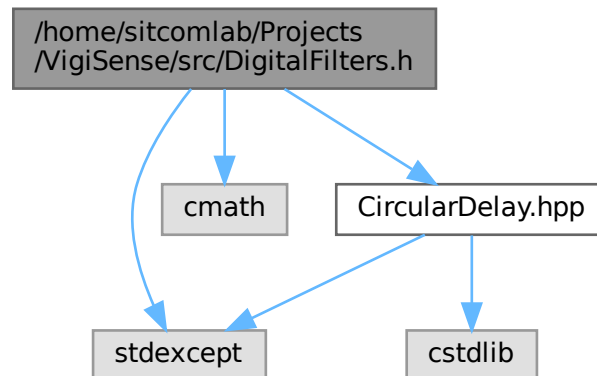 /home/sitcomlab/Projects
/VigiSense/src/DigitalFilters.h
cmath
CircularDelay.hpp
stdexcept
cstdlib